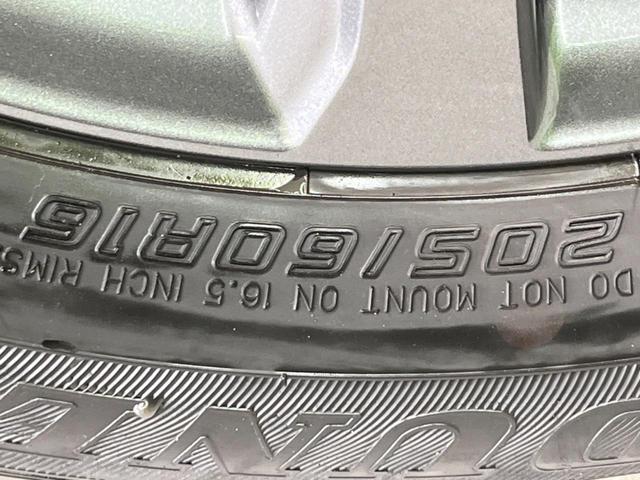 DO NOT MOUNT ON 16.5 INCH RIMS
205/60R16